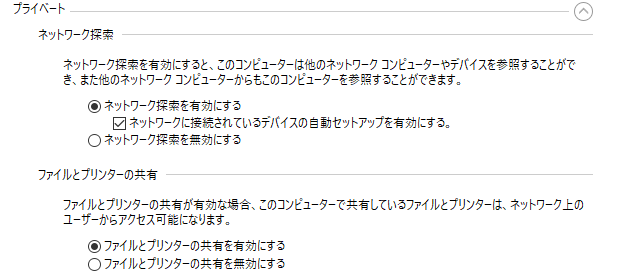 プライベート
ネットワーク探索
ネットワーク探索を有効にすると、このコンピューターは他のネットワーク コンピューターやデバイスを参照することがで
き、また他のネットワーク コンピューターからもこのコンピューターを参照することができます。
ネットワーク探索を有効にする
ネットワークに接続されているデバイスの自動セットアップを有効にする。
ネットワーク探索を無効にする
ファイルとプリンターの共有
ファイルとプリンターの共有が有効な場合、このコンピューターで共有しているファイルとプリンターは、ネットワーク上の
ユーザーからアクセス可能になります。
ファイルとプリンターの共有を有効にする
ファイルとプリンターの共有を無効にする